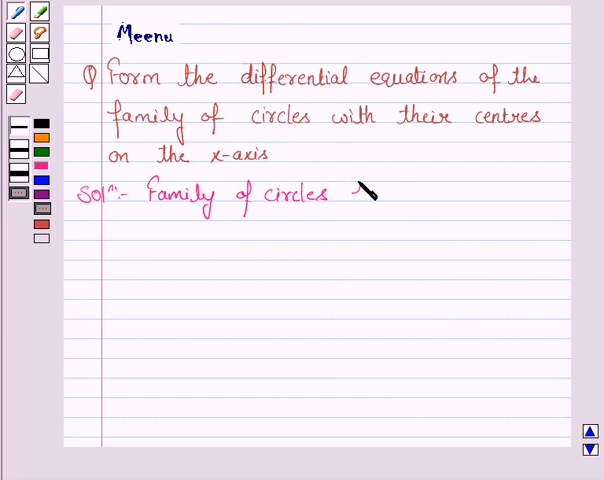 Meenu
Q Form the differential equations of the
family of circles with their centres
on the x-axis
Solⁿ:- Family of circles